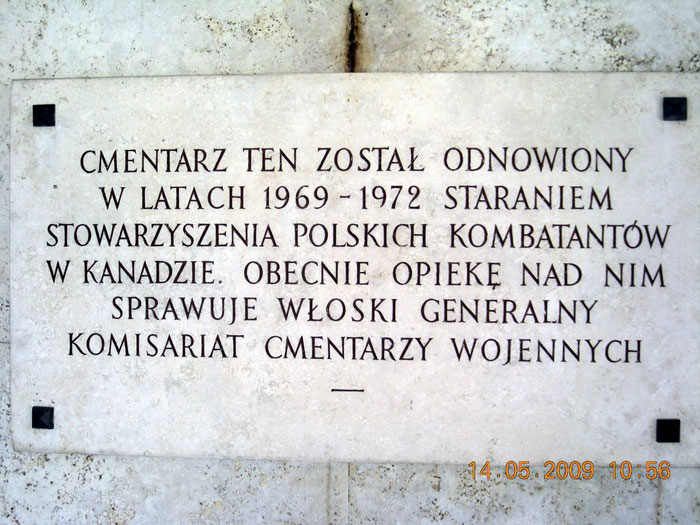 CMENTARZ TEN ZOSTAŁ ODNOWIONY
W LATACH 1969 - 1972 STARANIEM
STOWARZYSZENIA POLSKICH KOMBATANTÓW
W KANADZIE. OBECNIE OPIEKĘ NAD NIM
SPRAWUJE WŁOSKI GENERALNY
KOMISARIAT CMENTARZY WOJENNYCH
14.05.2009 10:56